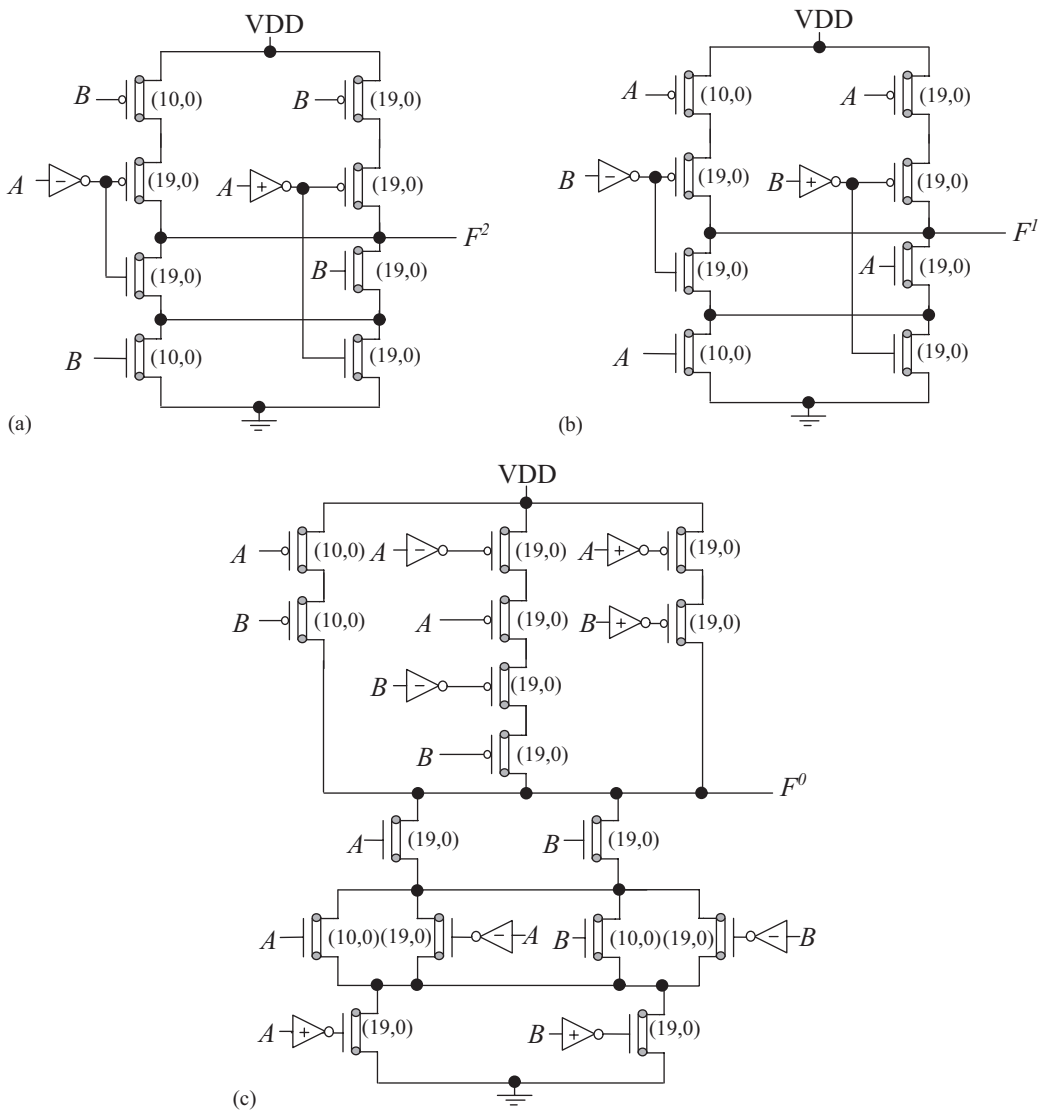 VDD
B (10,0) B (19,0)
A − (19,0) A + (19,0)
F²
(19,0) B (19,0)
B (10,0) (19,0)
(a)
VDD
A (10,0) A (19,0)
B − (19,0) B + (19,0)
F¹
(19,0) A (19,0)
A (10,0) (19,0)
(b)
VDD
A (10,0) A − (19,0) A + (19,0)
B (10,0) A (19,0) B + (19,0)
B − (19,0)
B (19,0)
F⁰
A (19,0) B (19,0)
A (10,0) (19,0) − A B (10,0) (19,0) − B
A + (19,0) B + (19,0)
(c)